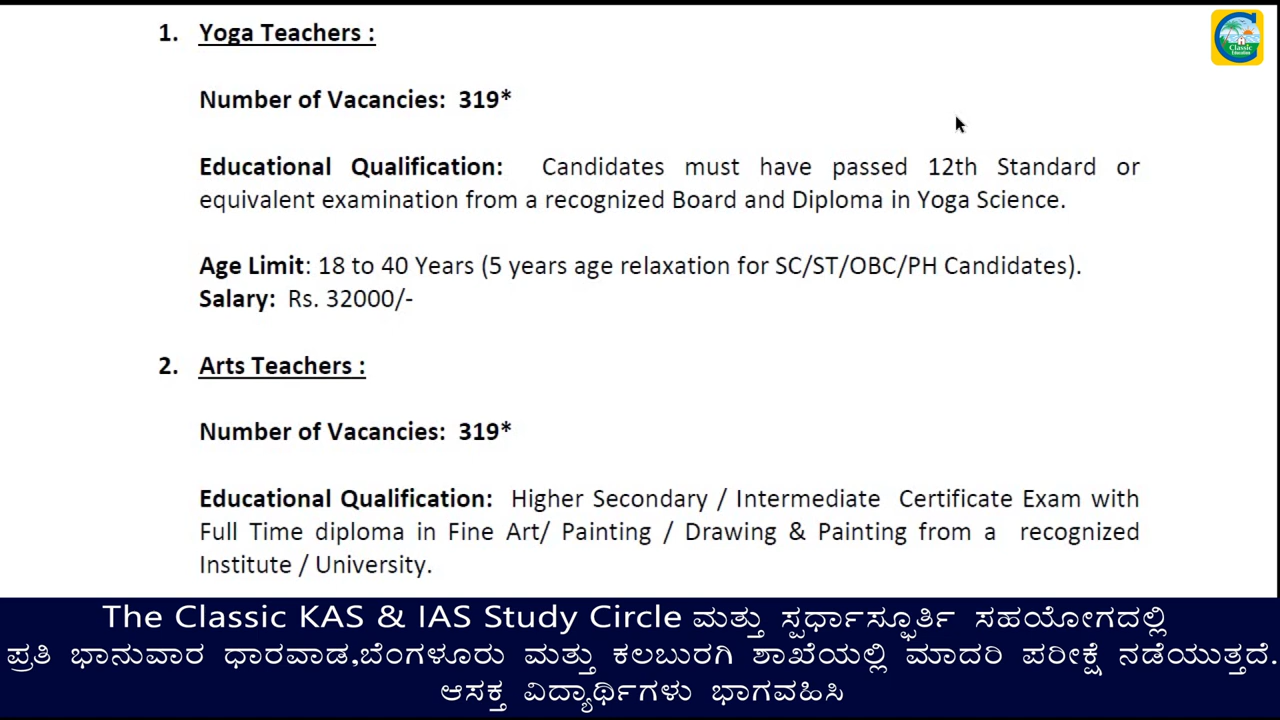 1. Yoga Teachers :
Classic
Education
Number of Vacancies: 319*
Educational Qualification: Candidates must have passed 12th Standard or
equivalent examination from a recognized Board and Diploma in Yoga Science.
Age Limit: 18 to 40 Years (5 years age relaxation for SC/ST/OBC/PH Candidates).
Salary: Rs. 32000/-
2. Arts Teachers :
Number of Vacancies: 319*
Educational Qualification: Higher Secondary / Intermediate Certificate Exam with
Full Time diploma in Fine Art/ Painting / Drawing & Painting from a recognized
Institute / University.
The Classic KAS & IAS Study Circle ಮತ್ತು ಸ್ಪರ್ಧಾಸ್ಫೂರ್ತಿ ಸಹಯೋಗದಲ್ಲಿ
ಪ್ರತಿ ಭಾನುವಾರ ಧಾರವಾಡ,ಬೆಂಗಳೂರು ಮತ್ತು ಕಲಬುರಗಿ ಶಾಖೆಯಲ್ಲಿ ಮಾದರಿ ಪರೀಕ್ಷೆ ನಡೆಯುತ್ತದೆ.
ಆಸಕ್ತ ವಿದ್ಯಾರ್ಥಿಗಳು ಭಾಗವಹಿಸಿ